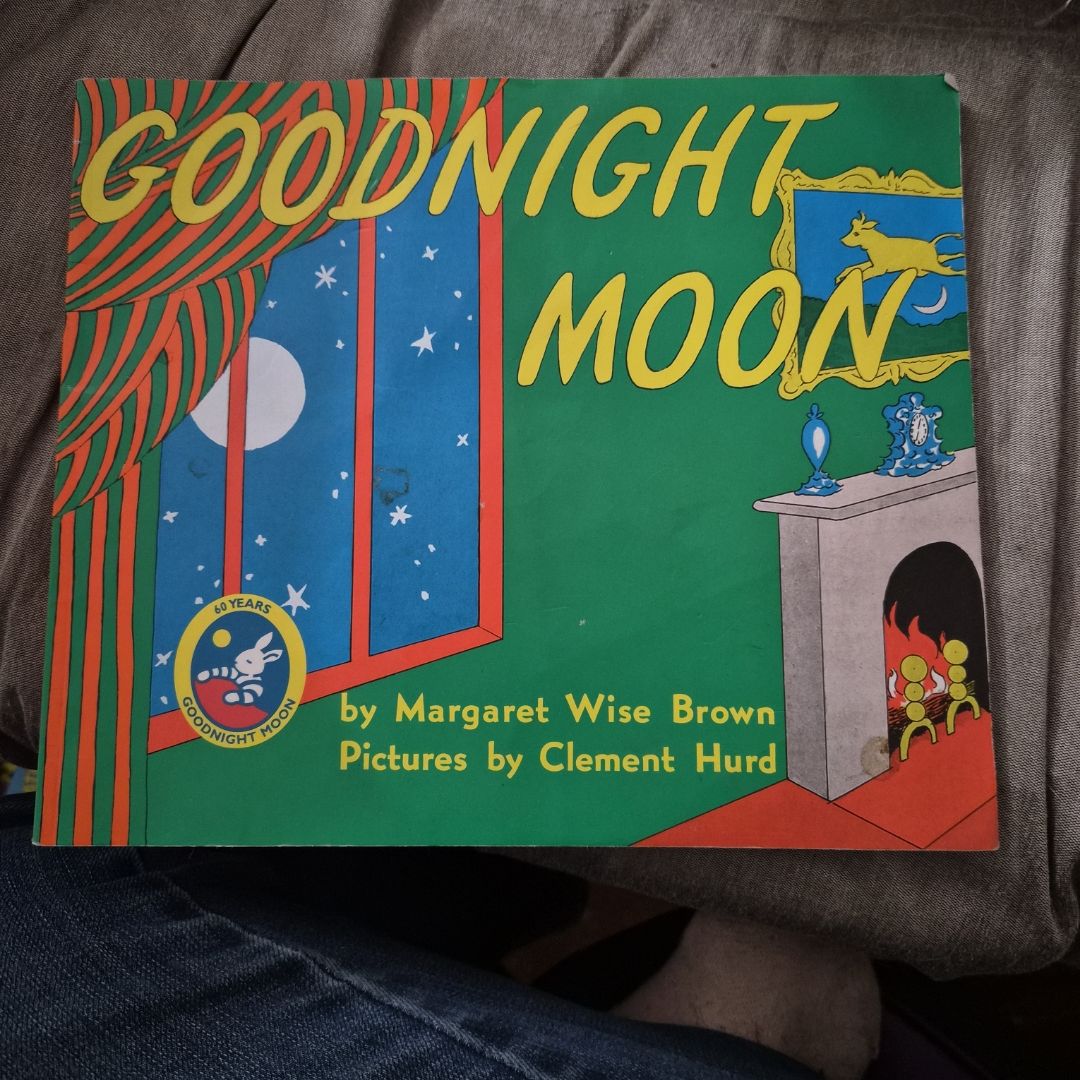 GOODNIGHT
MOON
60 YEARS
GOODNIGHT MOON
by Margaret Wise Brown
Pictures by Clement Hurd